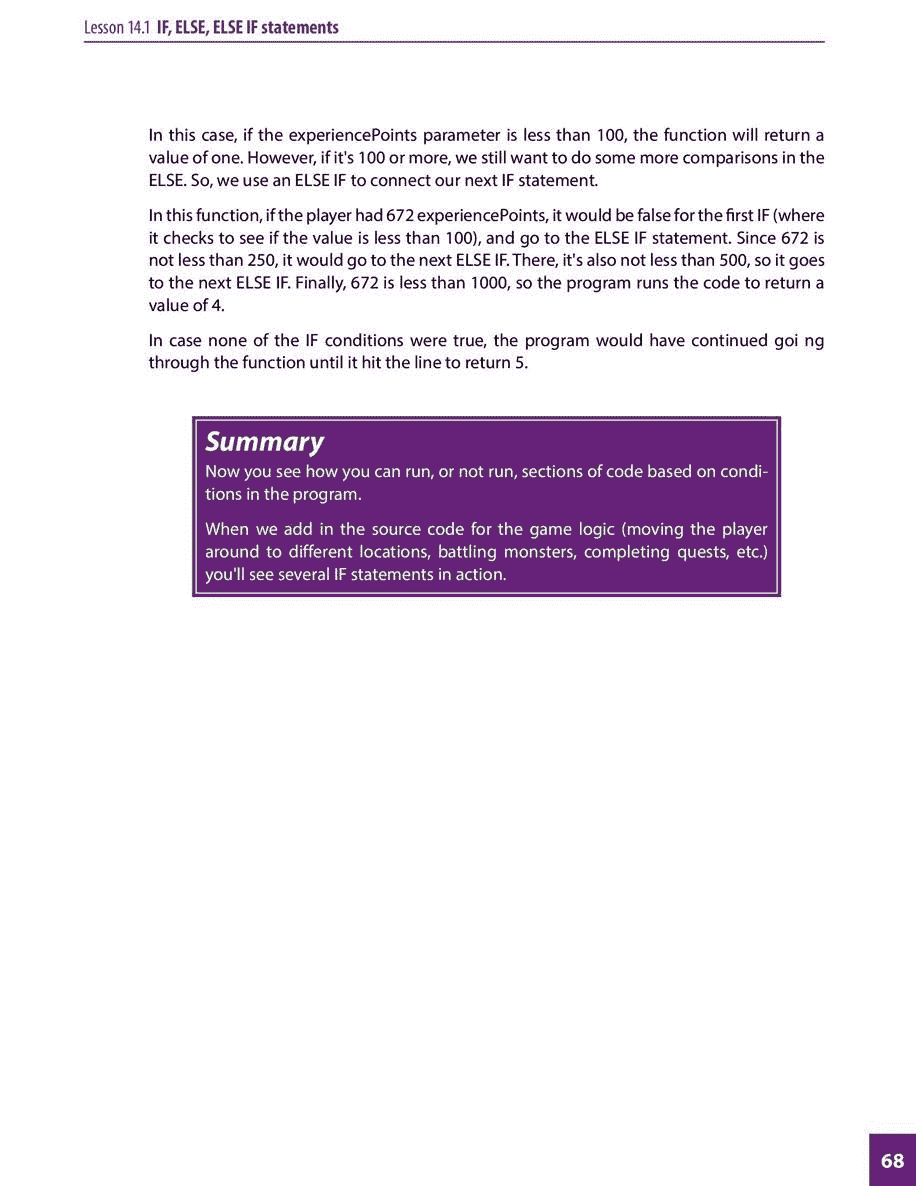 Lesson 14.1 IF, ELSE, ELSE IF statements
In this case, if the experiencePoints parameter is less than 100, the function will return a
value of one. However, if it's 100 or more, we still want to do some more comparisons in the
ELSE. So, we use an ELSE IF to connect our next IF statement.
In this function, if the player had 672 experiencePoints, it would be false for the first IF (where
it checks to see if the value is less than 100), and go to the ELSE IF statement. Since 672 is
not less than 250, it would go to the next ELSE IF. There, it's also not less than 500, so it goes
to the next ELSE IF. Finally, 672 is less than 1000, so the program runs the code to return a
value of 4.
In case none of the IF conditions were true, the program would have continued goi ng
through the function until it hit the line to return 5.
Summary
Now you see how you can run, or not run, sections of code based on condi-
tions in the program.
When we add in the source code for the game logic (moving the player
around to different locations, battling monsters, completing quests, etc.)
you'll see several IF statements in action.
68